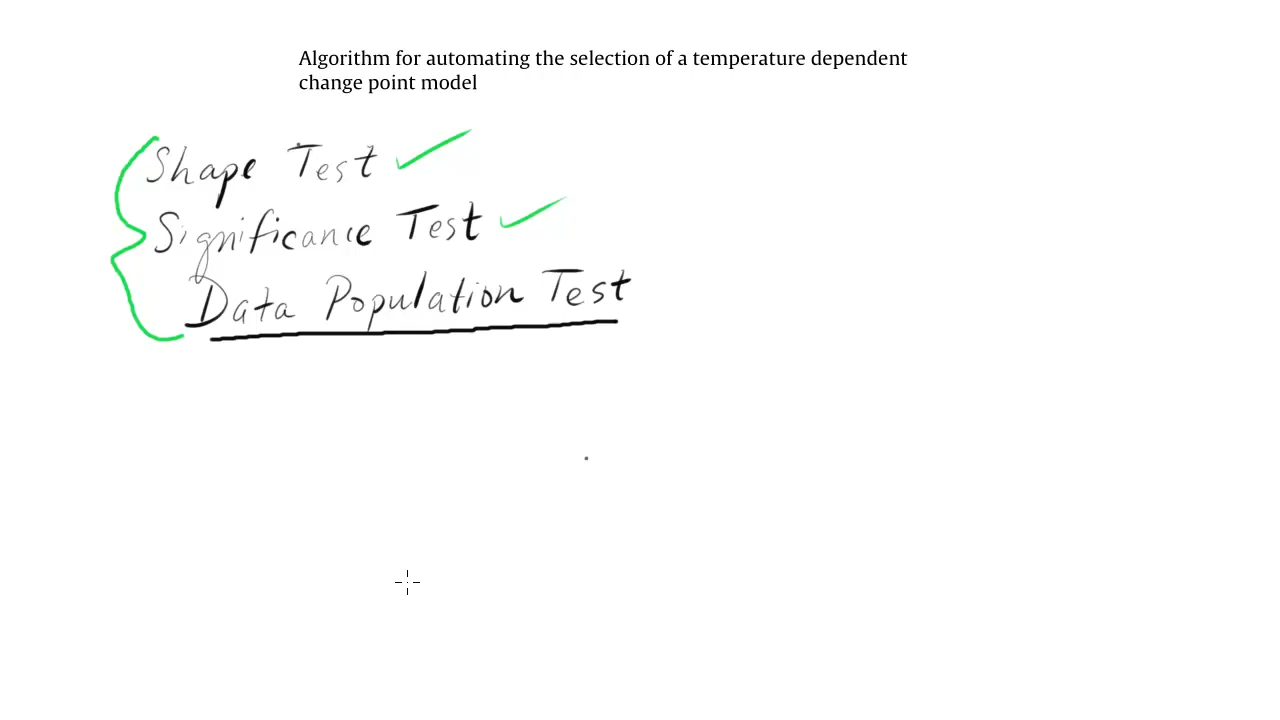 Algorithm for automating the selection of a temperature dependent
change point model
Shape Test
Significance Test
Data Population Test